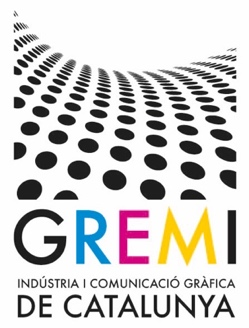 GREMI
INDÚSTRIA I COMUNICACIÓ GRÀFICA
DE CATALUNYA